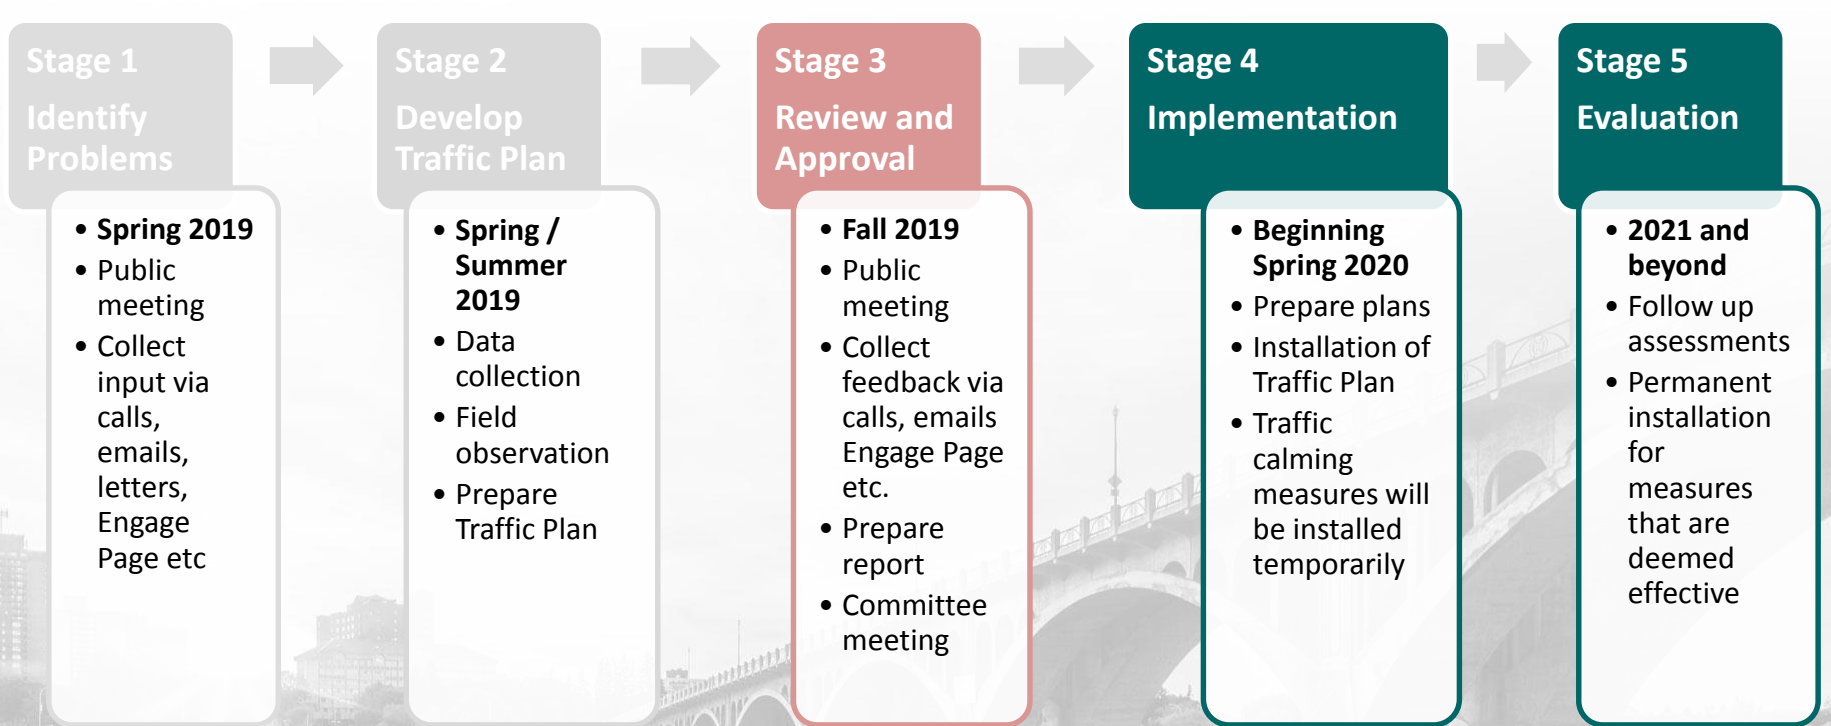 Stage 1
Identify
Problems
• Spring 2019
• Public
meeting
• Collect
input via
calls,
emails,
letters,
Engage
Page etc
Stage 2
Develop
Traffic Plan
• Spring /
Summer
2019
• Data
collection
• Field
observation
• Prepare
Traffic Plan
Stage 3
Review and
Approval
• Fall 2019
• Public
meeting
• Collect
feedback via
calls, emails
Engage Page
etc.
• Prepare
report
• Committee
meeting
Stage 4
Implementation
• Beginning
Spring 2020
• Prepare plans
• Installation of
Traffic Plan
• Traffic
calming
measures will
be installed
temporarily
Stage 5
Evaluation
• 2021 and
beyond
• Follow up
assessments
• Permanent
installation
for
measures
that are
deemed
effective